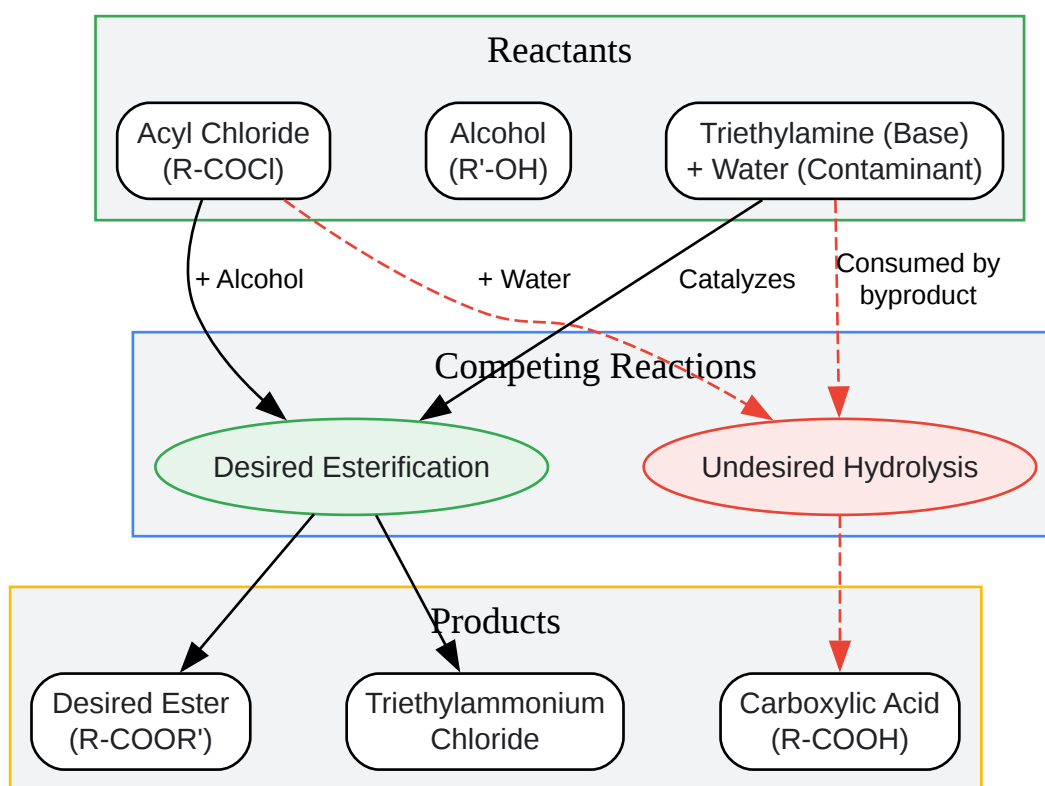 Reactants
Acyl Chloride
(R-COCl)
Alcohol
(R'-OH)
Triethylamine (Base)
+ Water (Contaminant)
+ Alcohol
+ Water
Catalyzes
Consumed by
byproduct
Competing Reactions
Desired Esterification
Undesired Hydrolysis
Products
Desired Ester
(R-COOR')
Triethylammonium
Chloride
Carboxylic Acid
(R-COOH)